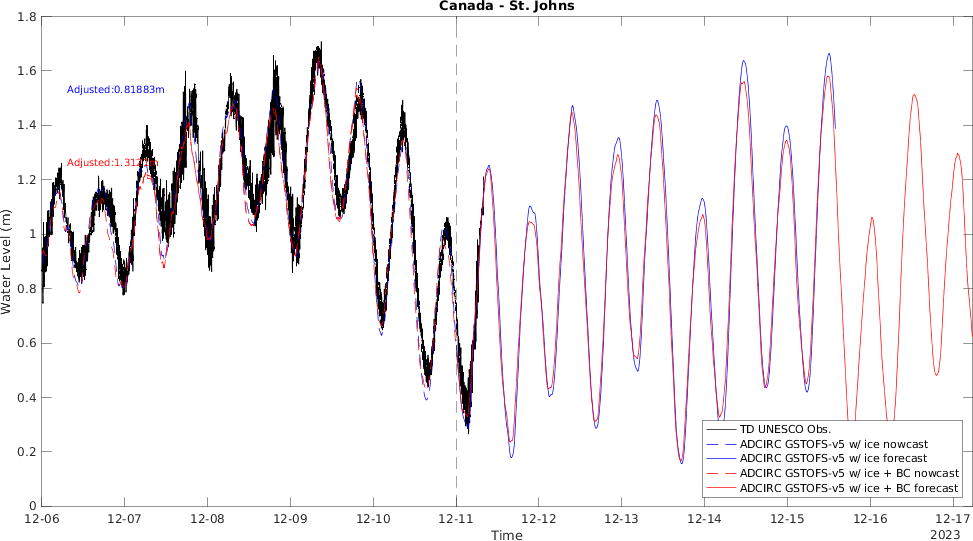 Canada - St. Johns
Water Level (m)
1.8
1.6
1.4
1.2
1
0.8
0.6
0.4
0.2
0
Adjusted:0.81883m
Adjusted:1.312
TD UNESCO Obs.
ADCIRC GSTOFS-v5 w/ ice nowcast
ADCIRC GSTOFS-v5 w/ ice forecast
ADCIRC GSTOFS-v5 w/ ice + BC nowcast
ADCIRC GSTOFS-v5 w/ ice + BC forecast
12-06 12-07 12-08 12-09 12-10 12-11 12-12 12-13 12-14 12-15 12-16 12-17
Time
2023